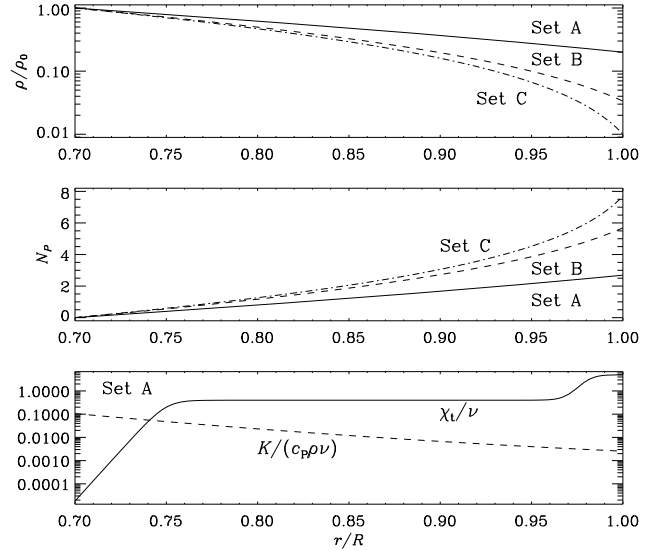 1.00
0.10
0.01
ρ/ρ₀
Set A
Set B
Set C
0.70 0.75 0.80 0.85 0.90 0.95 1.00
8
6
4
2
0
N_P
Set C
Set B
Set A
0.70 0.75 0.80 0.85 0.90 0.95 1.00
Set A
1.0000
0.1000
0.0100
0.0010
0.0001
χₜ/ν
K/(c_Pρν)
0.70 0.75 0.80 0.85 0.90 0.95 1.00
r/R